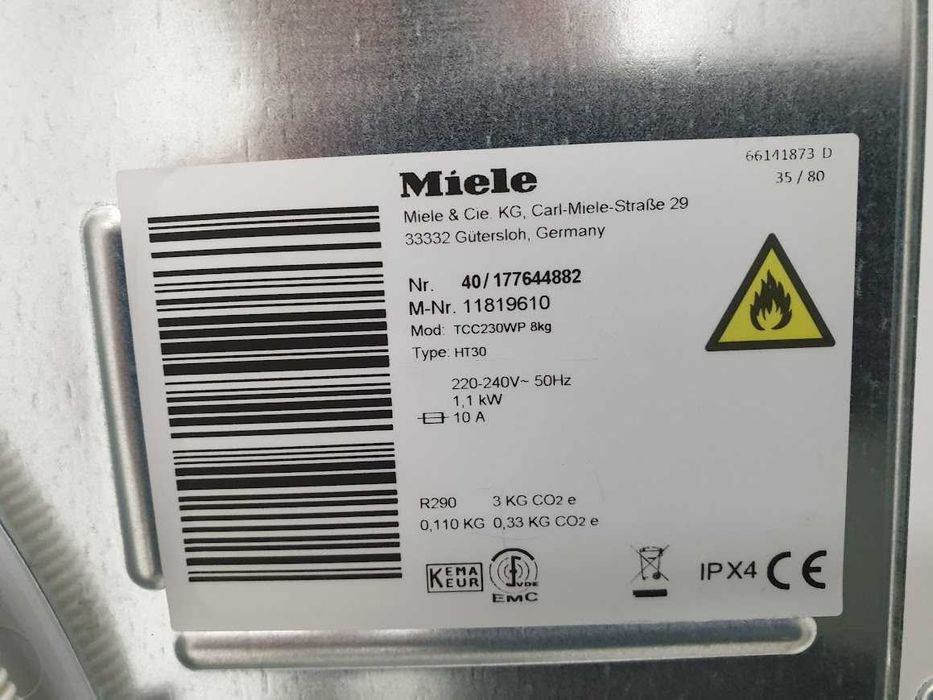 66141873 D
35 / 80
Miele
Miele & Cie. KG, Carl-Miele-Straße 29
33332 Gütersloh, Germany
Nr. 40/177644882
M-Nr. 11819610
Mod: TCC230WP 8kg
Type: HT30
220-240V~ 50Hz
1,1 kW
10 A
R290 3 KG CO2 e
0,110 KG 0,33 KG CO2 e
KEMA
KEUR
VDE
EMC
IPX4 CE